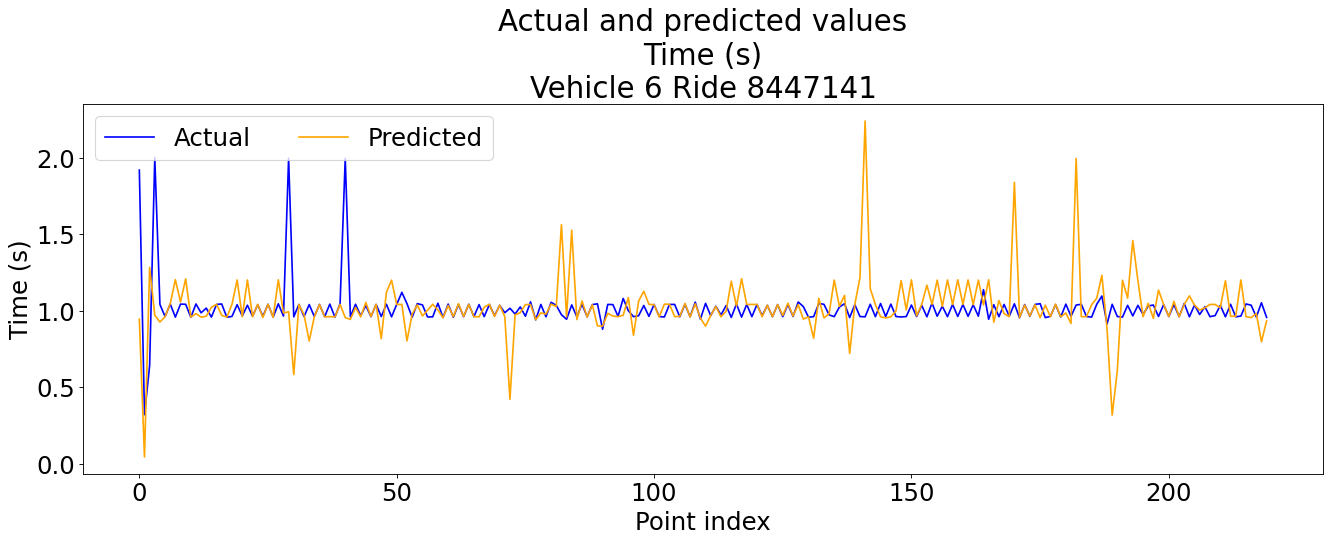 Actual and predicted values
Time (s)
Vehicle 6 Ride 8447141
Actual Predicted
Time (s)
2.0
1.5
1.0
0.5
0.0
0 50 100 150 200
Point index